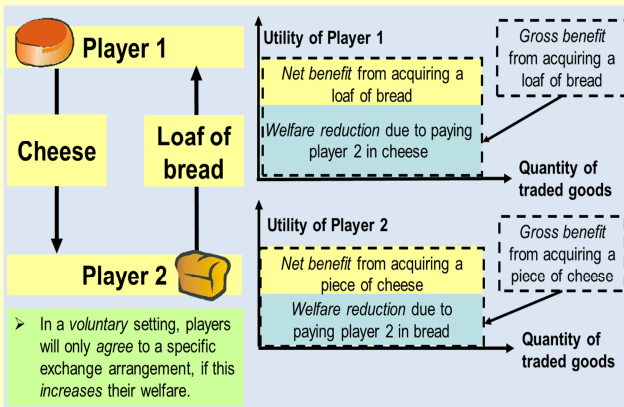 Player 1
Cheese
Loaf of
bread
Player 2
➢ In a voluntary setting, players
will only agree to a specific
exchange arrangement, if this
increases their welfare.
Utility of Player 1
Net benefit from acquiring a
loaf of bread
Welfare reduction due to paying
player 2 in cheese
Gross benefit
from acquiring a
loaf of bread
Quantity of
traded goods
Utility of Player 2
Net benefit from acquiring a
piece of cheese
Welfare reduction due to
paying player 2 in bread
Gross benefit
from acquiring a
piece of cheese
Quantity of
traded goods